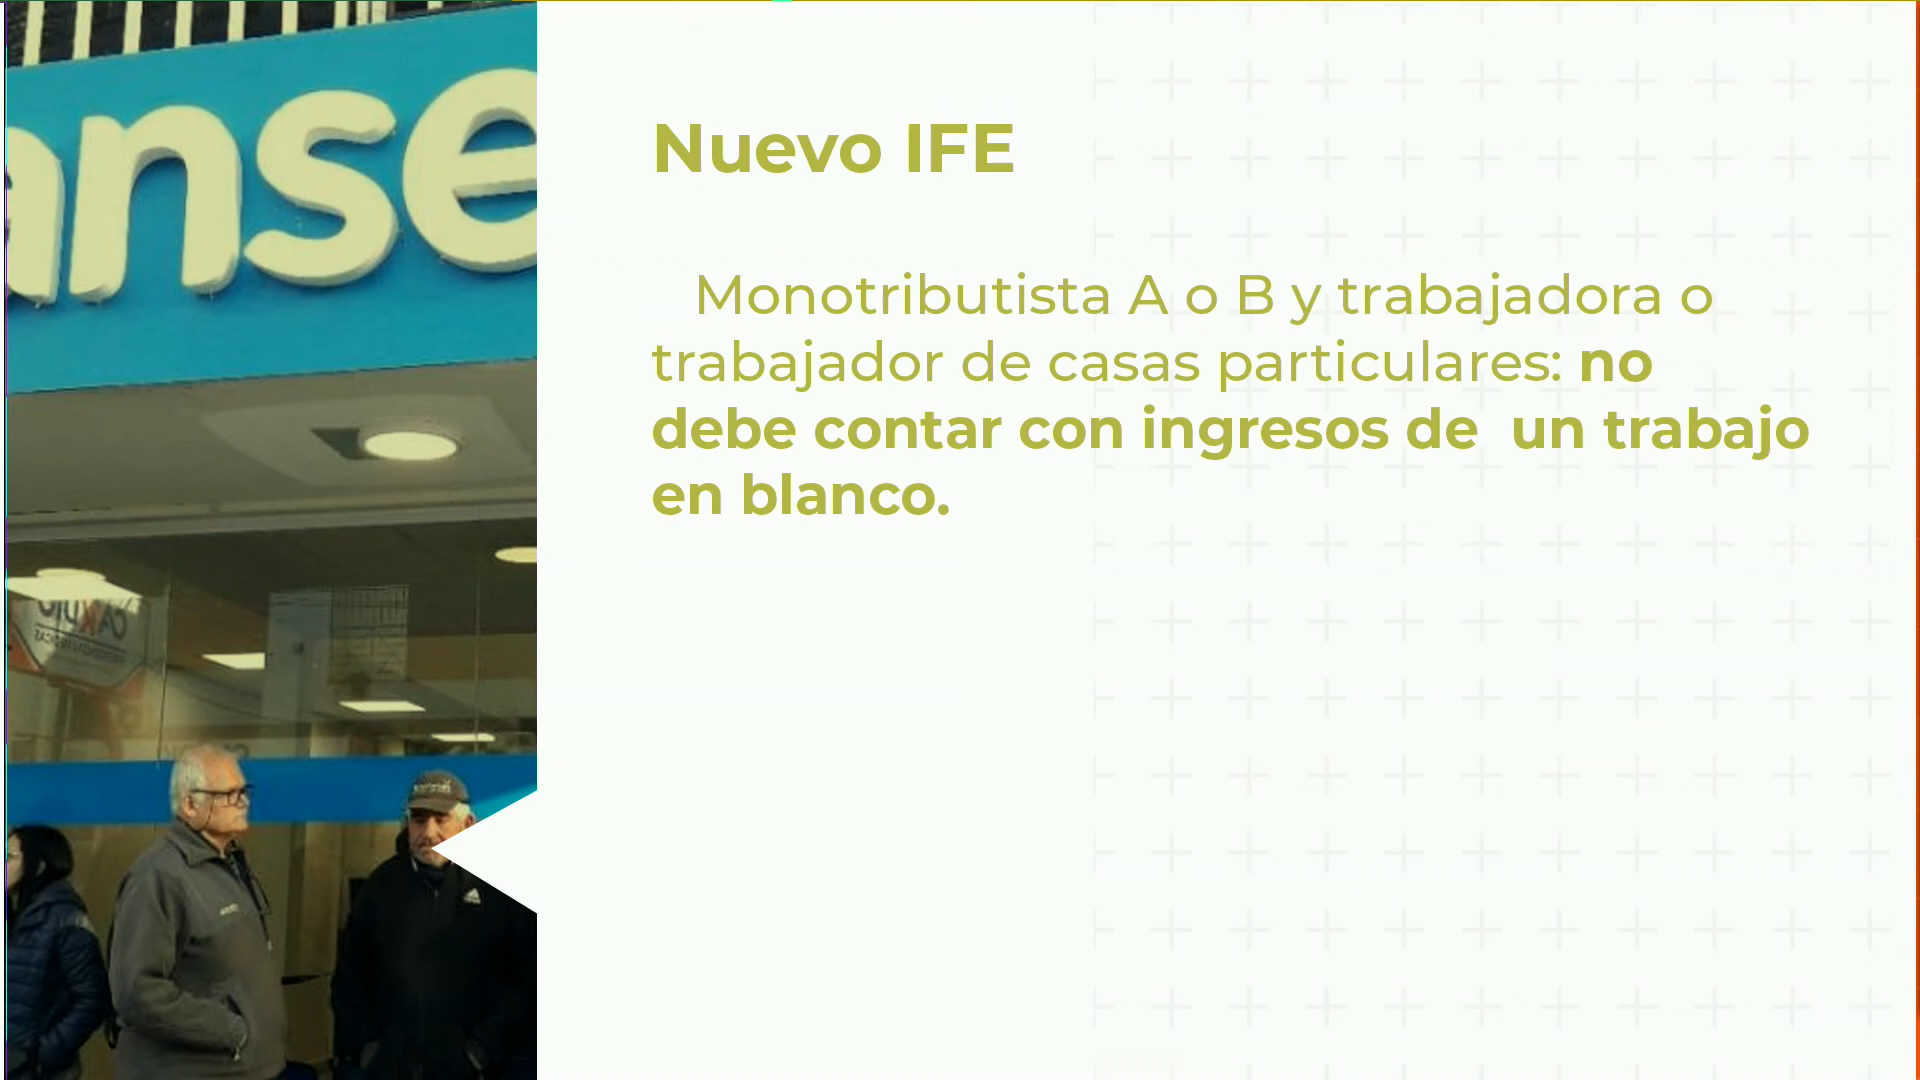 anse
Nuevo IFE
Monotributista A o B y trabajadora o
trabajador de casas particulares: no
debe contar con ingresos de un trabajo
en blanco.